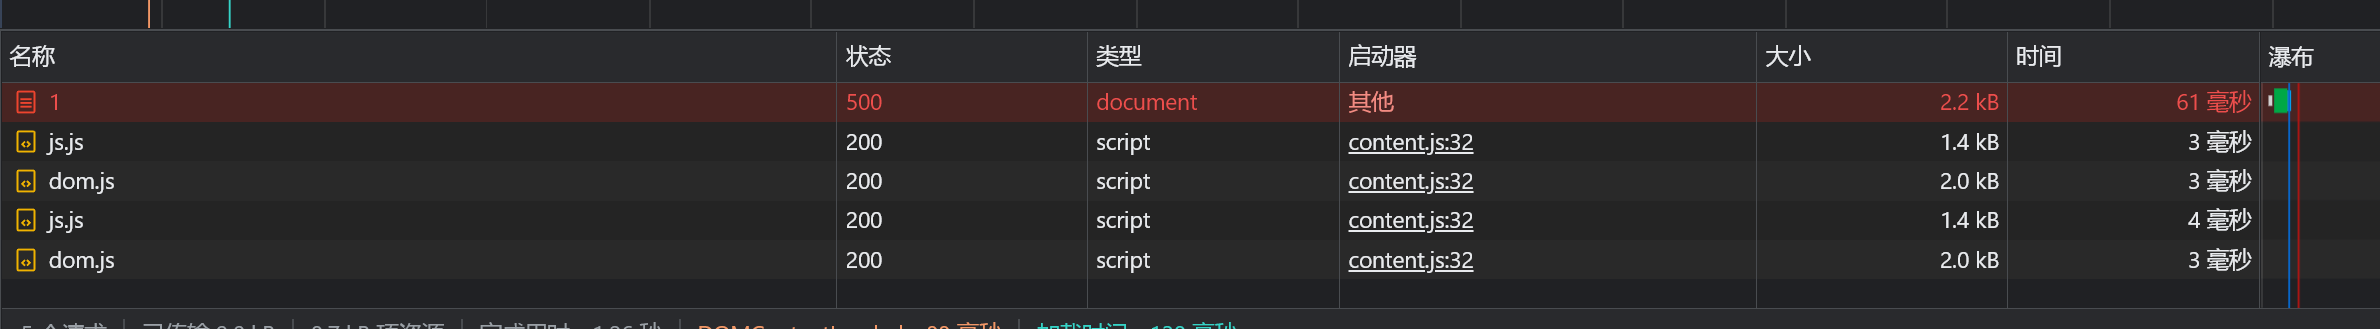 名称 状态 类型 启动器 大小 时间 瀑布
1 500 document 其他 2.2 kB 61 毫秒
js.js 200 script content.js:32 1.4 kB 3 毫秒
dom.js 200 script content.js:32 2.0 kB 3 毫秒
js.js 200 script content.js:32 1.4 kB 4 毫秒
dom.js 200 script content.js:32 2.0 kB 3 毫秒